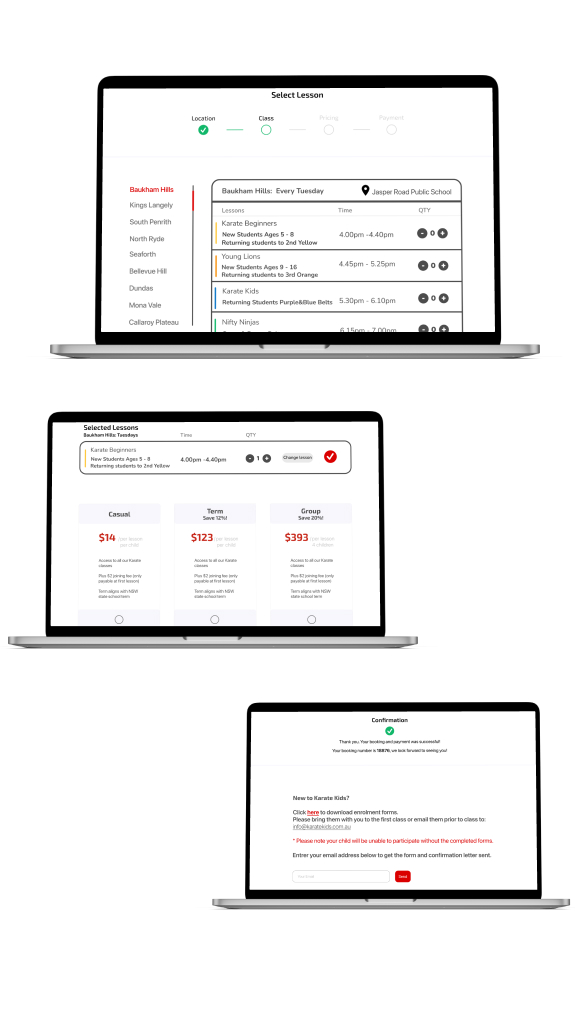 Select Lesson
Location Class Pricing Payment
Baukham Hills
Kings Langely
South Penrith
North Ryde
Seaforth
Bellevue Hill
Dundas
Mona Vale
Callaroy Plateau
Baukham Hills: Every Tuesday Jasper Road Public School
Lessons Time QTY
Karate Beginners
New Students Ages 5 - 8
Returning students to 2nd Yellow
4.00pm -4.40pm - 0 +
Young Lions
New Students Ages 9 - 16
Returning students to 3rd Orange
4.45pm - 5.25pm - 0 +
Karate Kids
Returning Students Purple&Blue Belts
5.30pm - 6.10pm - 0 +
Nifty Ninjas
6.15pm - 7.00pm - 0 +
Selected Lessons
Baukham Hills: Tuesdays Time QTY
Karate Beginners
New Students Ages 5 - 8
Returning students to 2nd Yellow
4.00pm -4.40pm - 1 + Change lesson
Casual
$14 /per lesson
per child
Access to all our Karate
classes
Plus $2 joining fee (only
payable at first lesson)
Term aligns with NSW
state school term
Term
Save 12%!
$123 /per lesson
per child
Access to all our Karate
classes
Plus $2 joining fee (only
payable at first lesson)
Term aligns with NSW
state school term
Group
Save 20%!
$393 /per lesson
4 children
Access to all our Karate
classes
Plus $2 joining fee (only
payable at first lesson)
Term aligns with NSW
state school term
Confirmation
Thank you. Your booking and payment was successful!
Your booking number is 18876, we look forward to seeing you!
New to Karate Kids?
Click here to download enrolment forms.
Please bring them with you to the first class or email them prior to class to:
info@karatekids.com.au
* Please note your child will be unable to participate without the completed forms.
Entrer your email address below to get the form and confirmation letter sent.
Send